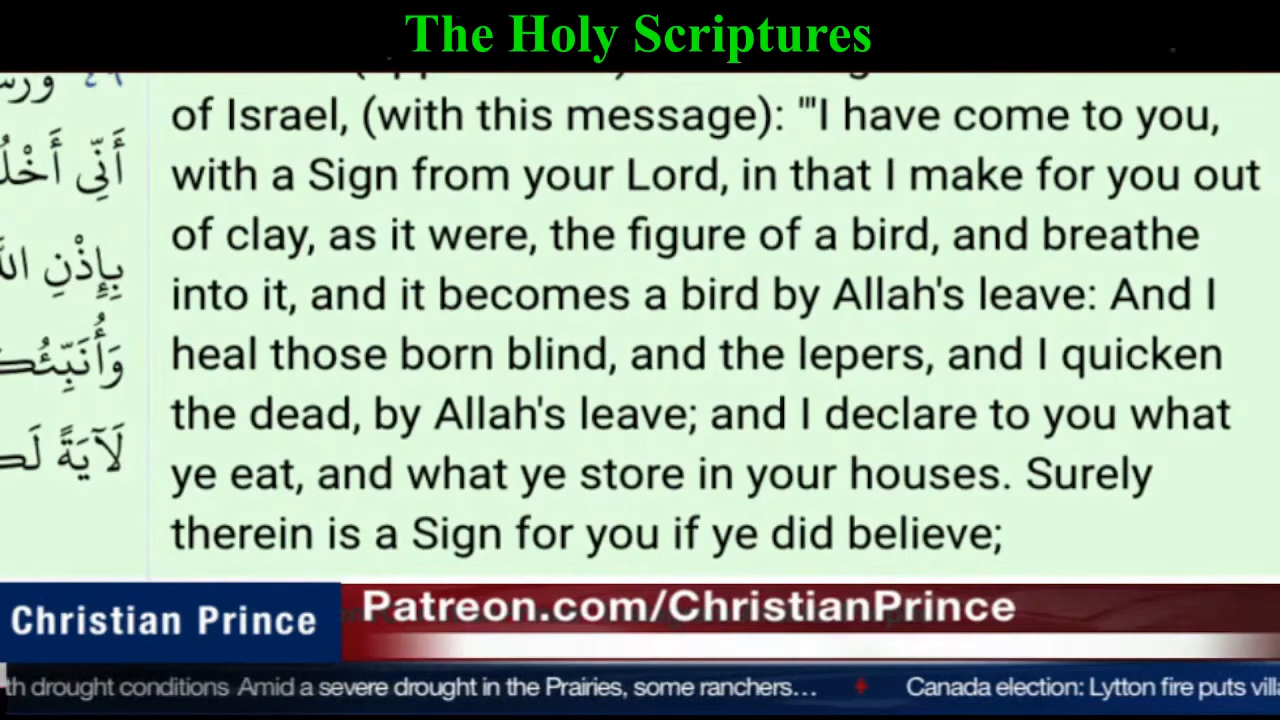 The Holy Scriptures
of Israel, (with this message): "'I have come to you,
with a Sign from your Lord, in that I make for you out
of clay, as it were, the figure of a bird, and breathe
into it, and it becomes a bird by Allah's leave: And I
heal those born blind, and the lepers, and I quicken
the dead, by Allah's leave; and I declare to you what
ye eat, and what ye store in your houses. Surely
therein is a Sign for you if ye did believe;
٤٩
أَنِّي
بِإِذْنِ
Christian Prince
Patreon.com/ChristianPrince
drought conditions Amid a severe drought in the Prairies, some ranchers...
Canada election: Lytton fire puts